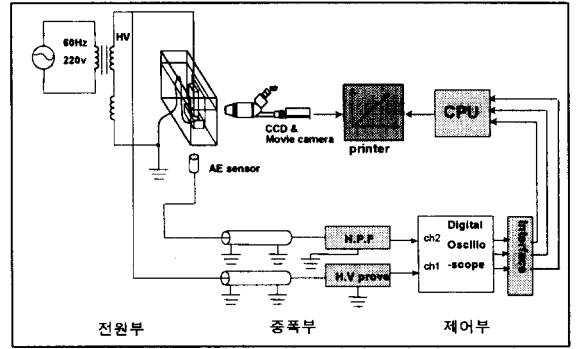 60Hz
220v
HV
CCD &
Movie camera
printer
CPU
AE sensor
H.P.F
H.V prove
ch2
ch1
Digital
Oscillo
-scope
Interface
전원부
중폭부
제어부